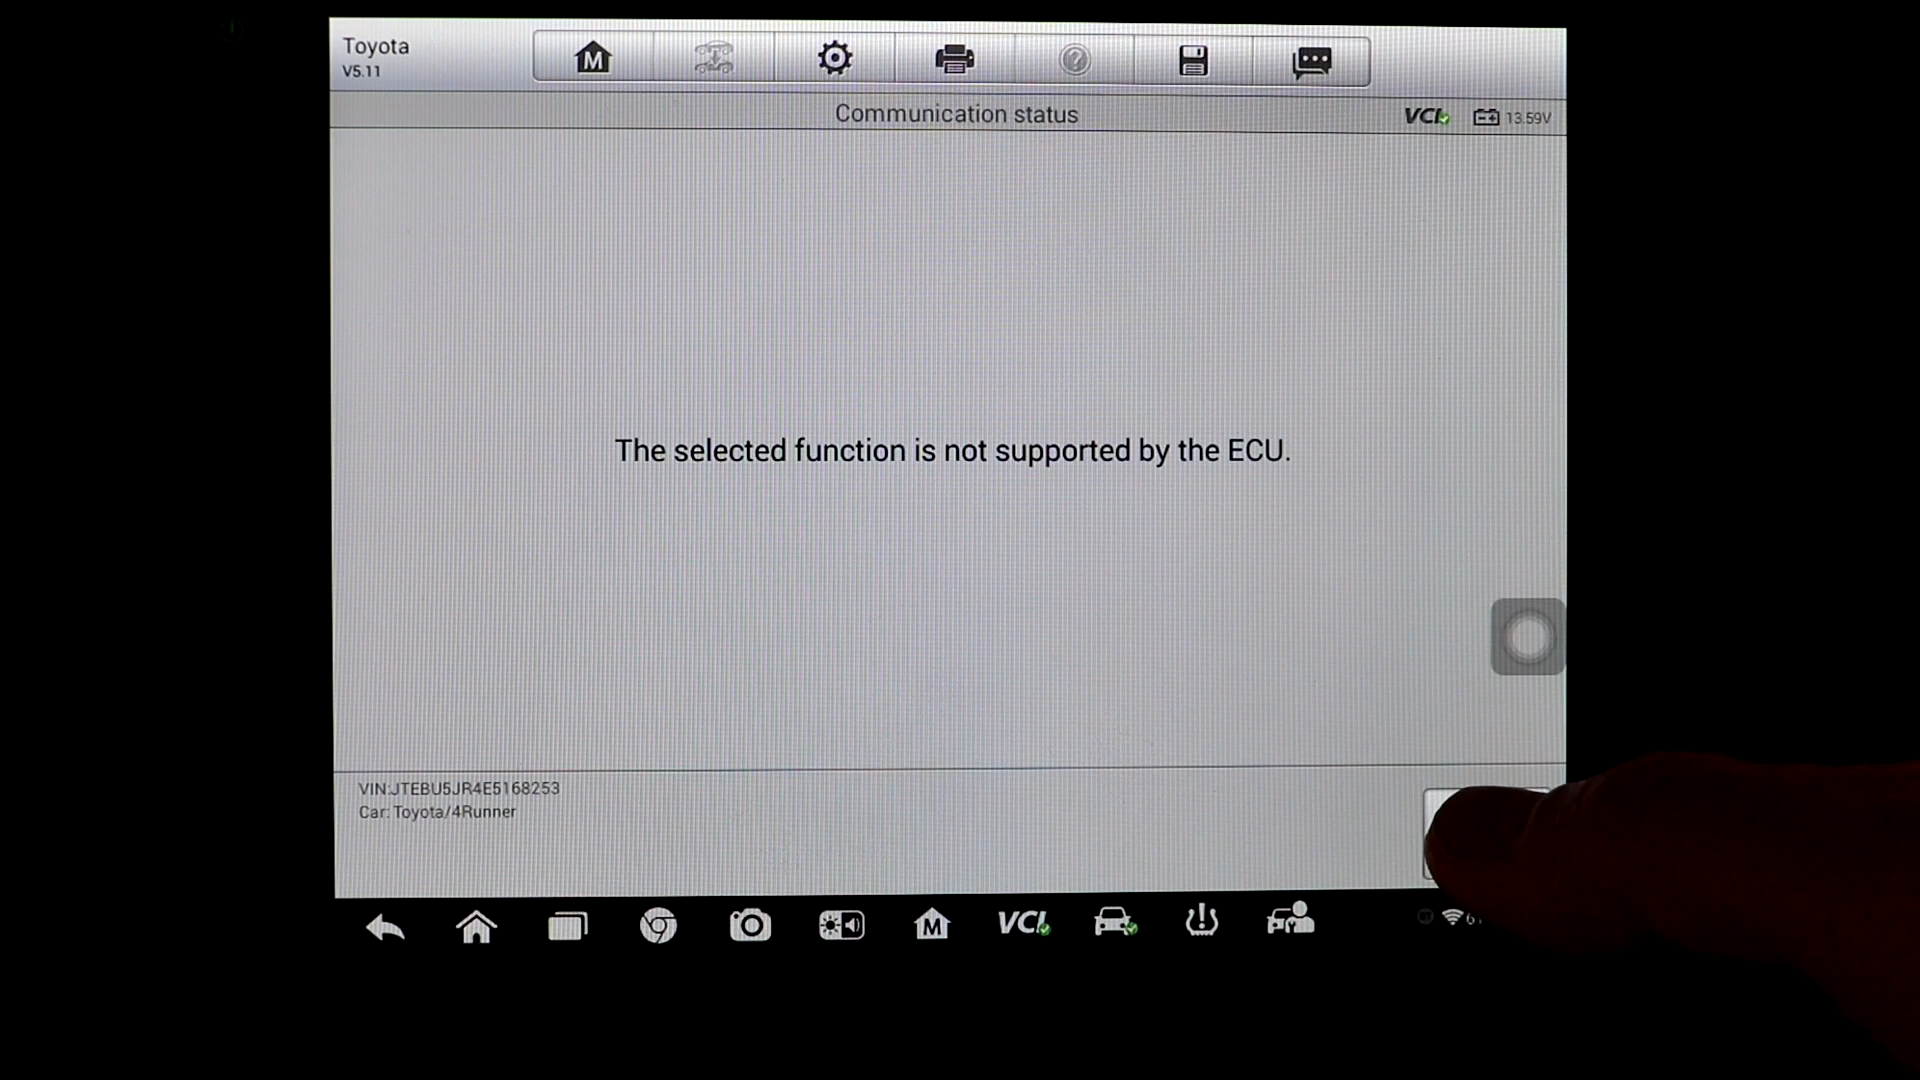 Toyota
V5.11
M
Communication status
VCI
13.59V
The selected function is not supported by the ECU.
VIN:JTEBU5JR4E5168253
Car: Toyota/4Runner
M
VCI